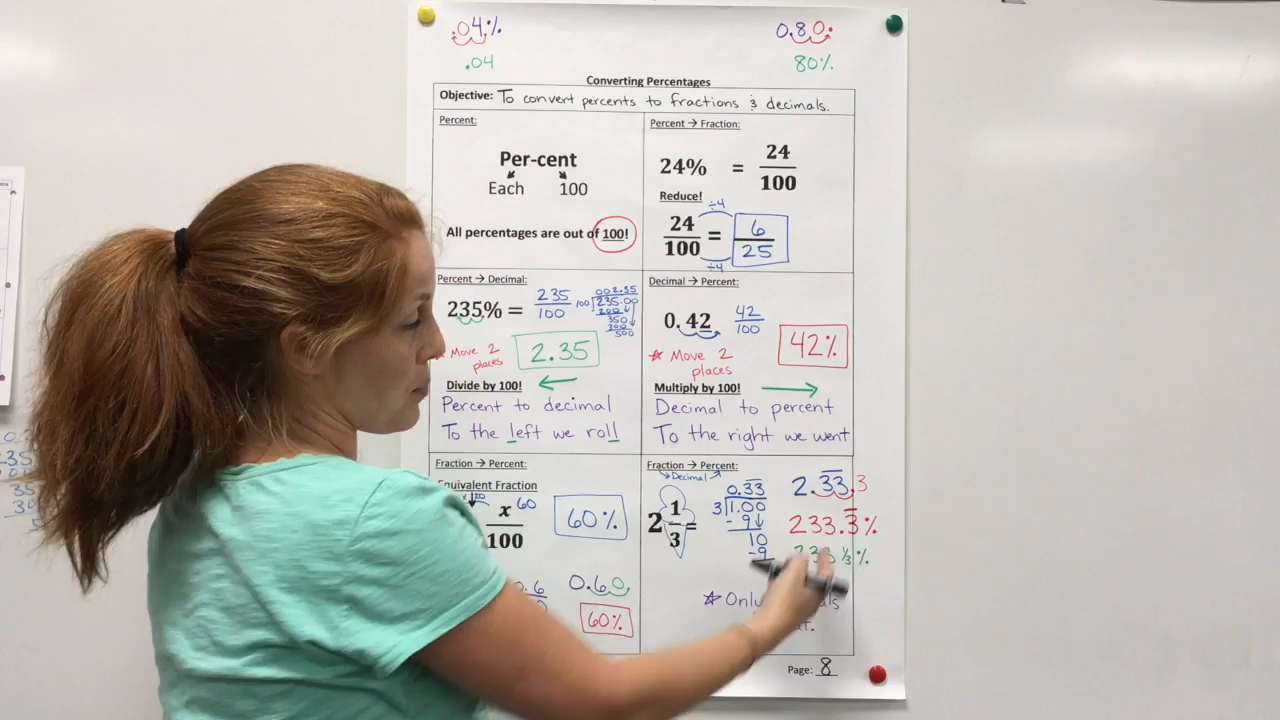 .04.%
.04
0.80.
80%
Converting Percentages
Objective: To convert percents to fractions & decimals.
Percent:
Per-cent
Each 100
All percentages are out of 100!
Percent → Fraction:
24% = 24/100
Reduce!
÷4
24/100 = 6/25
÷4
Percent → Decimal:
235% = 235/100
002.35
100 235.00
200
350
300
500
* Move 2 places
2.35
Divide by 100! ←
Percent to decimal
To the left we roll
Decimal → Percent:
0.42 42/100
42%
* Move 2 places
Multiply by 100! →
Decimal to percent
To the right we went
Fraction → Percent:
Equivalent Fraction
x 60
100
60%
0.60
60%
Fraction → Percent:
Decimal
2 1/3 =
0.33
3 1.00
-9
10
-9
2.33.3
233.3̅%
⅓%
Page: 8